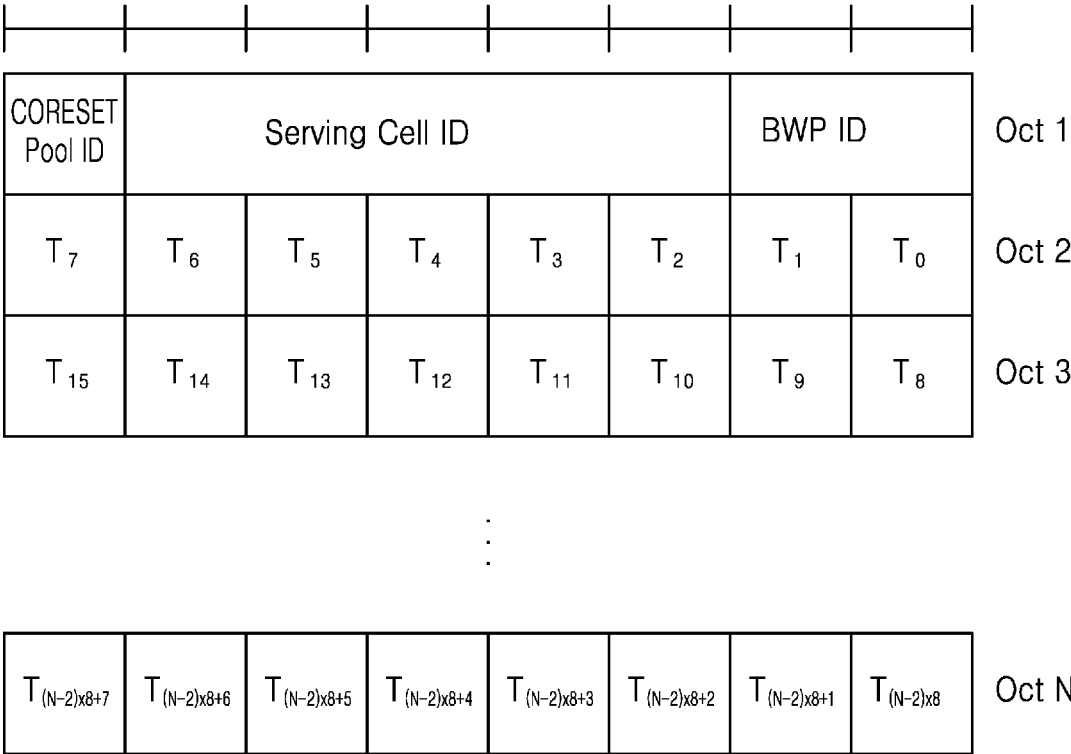 CORESET Pool ID Serving Cell ID BWP ID Oct 1
T7 T6 T5 T4 T3 T2 T1 T0 Oct 2
T15 T14 T13 T12 T11 T10 T9 T8 Oct 3
T(N-2)x8+7 T(N-2)x8+6 T(N-2)x8+5 T(N-2)x8+4 T(N-2)x8+3 T(N-2)x8+2 T(N-2)x8+1 T(N-2)x8 Oct N